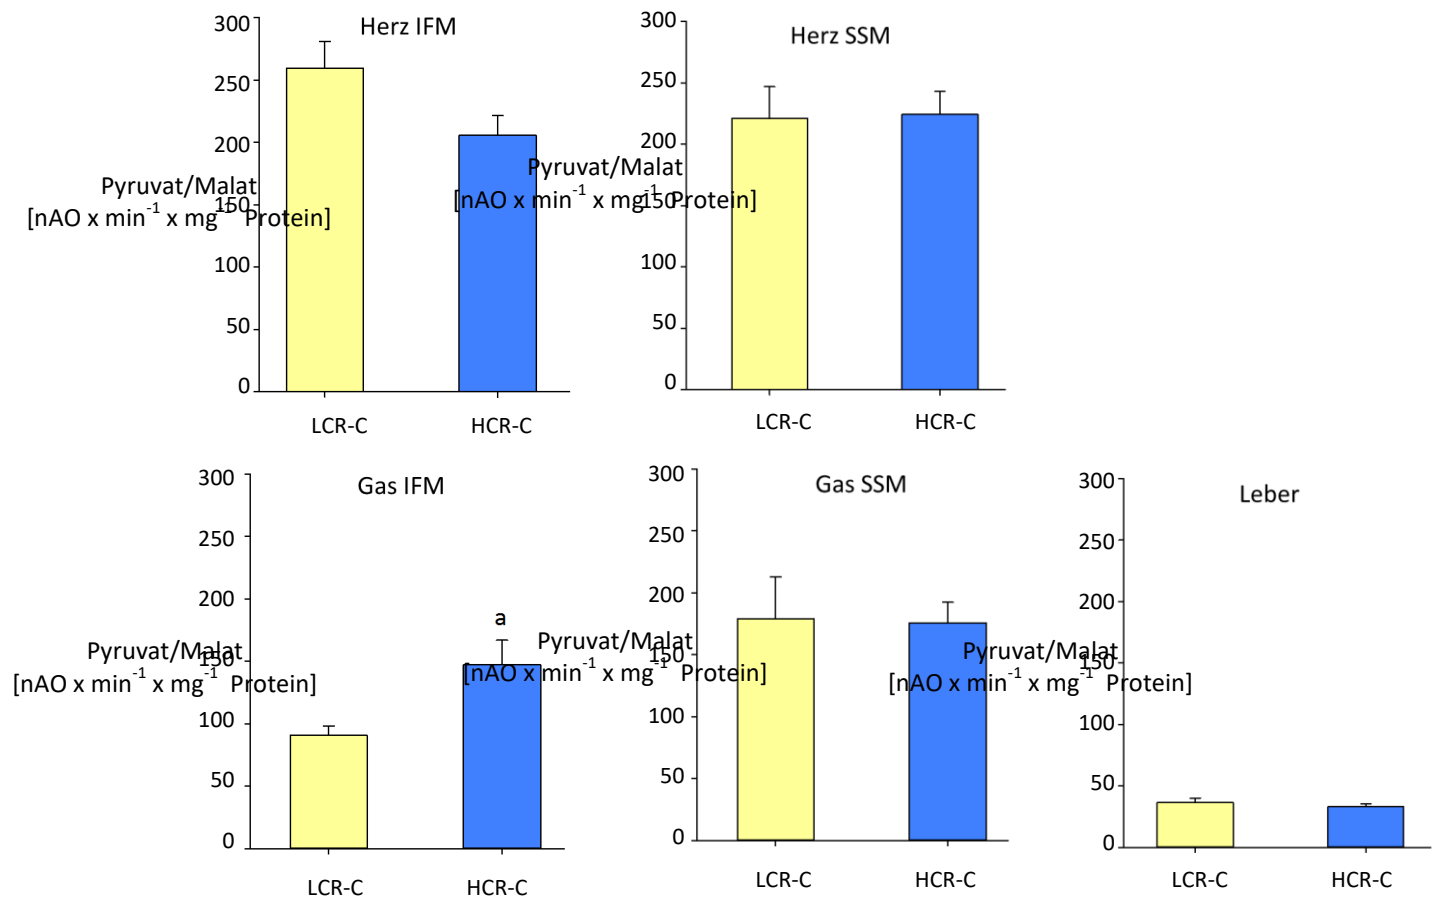 Herz IFM
300
250
200
150
100
50
0
Pyruvat/Malat
[nAO x min⁻¹ x mg⁻¹ Protein]
LCR-C
HCR-C
Herz SSM
300
250
200
150
100
50
0
Pyruvat/Malat
[nAO x min⁻¹ x mg⁻¹ Protein]
LCR-C
HCR-C
Gas IFM
300
250
200
150
100
50
0
a
Pyruvat/Malat
[nAO x min⁻¹ x mg⁻¹ Protein]
LCR-C
HCR-C
Gas SSM
300
250
200
150
100
50
0
Pyruvat/Malat
[nAO x min⁻¹ x mg⁻¹ Protein]
LCR-C
HCR-C
Leber
300
250
200
150
100
50
0
Pyruvat/Malat
[nAO x min⁻¹ x mg⁻¹ Protein]
LCR-C
HCR-C